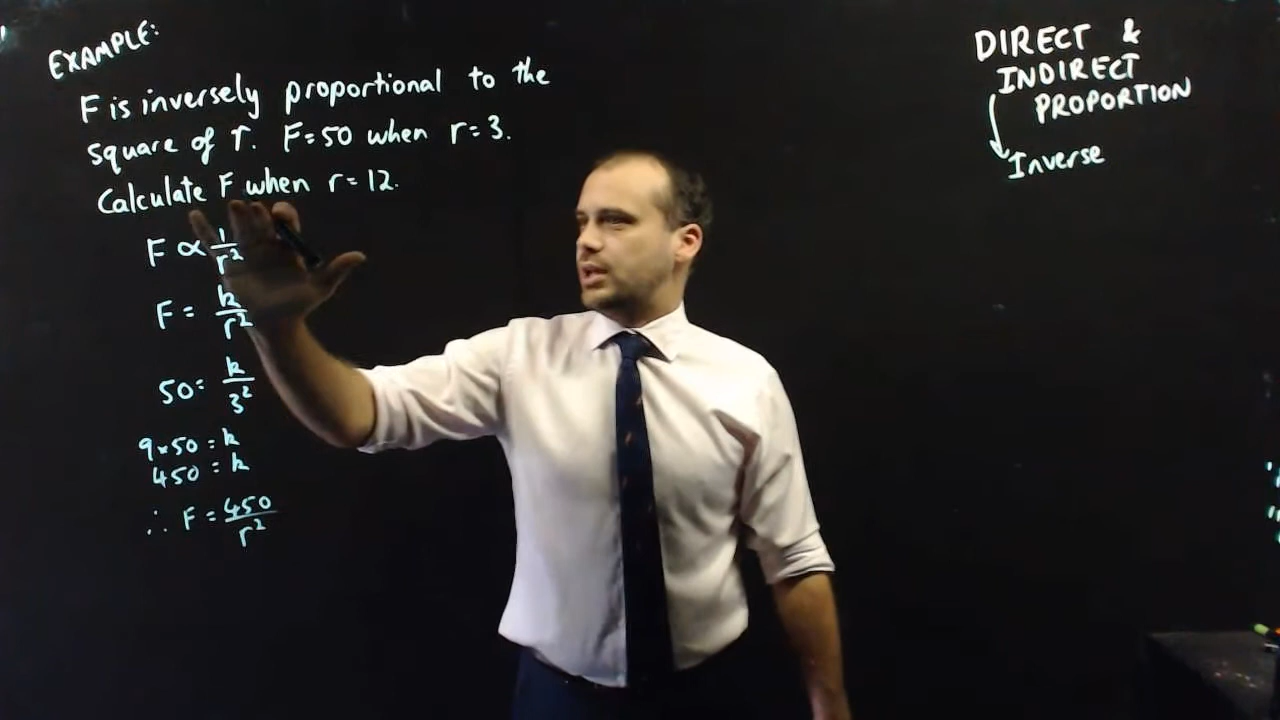 EXAMPLE:
F is inversely proportional to the
square of r. F=50 when r=3.
Calculate F when r=12.
F ∝ 1/r²
F = k/r²
50 = k/3²
9×50 = k
450 = k
∴ F = 450/r²
DIRECT &
INDIRECT
PROPORTION
Inverse